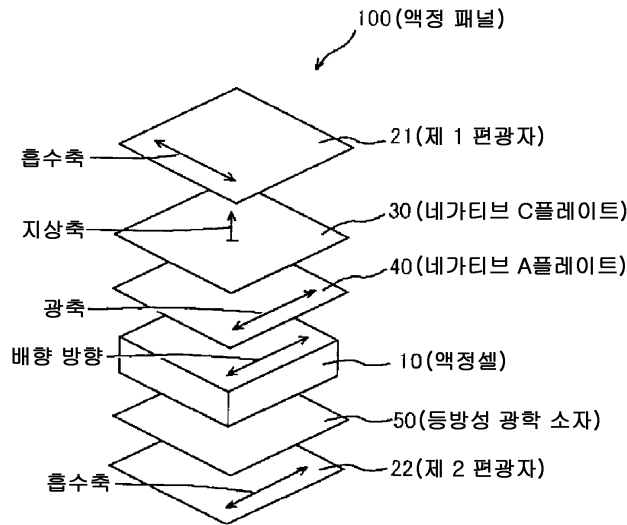 100(액정 패널)
21(제 1 편광자)
흡수축
30(네가티브 C플레이트)
지상축
40(네가티브 A플레이트)
광축
배향 방향
10(액정셀)
50(등방성 광학 소자)
22(제 2 편광자)
흡수축